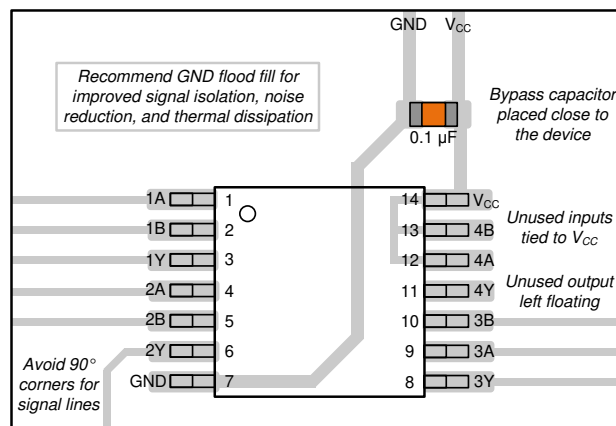 GND V_CC
Recommend GND flood fill for
improved signal isolation, noise
reduction, and thermal dissipation
Bypass capacitor
placed close to
the device
0.1 µF
1A 1 14 V_CC
1B 2 13 4B
1Y 3 12 4A
2A 4 11 4Y
2B 5 10 3B
2Y 6 9 3A
GND 7 8 3Y
Unused inputs
tied to V_CC
Unused output
left floating
Avoid 90°
corners for
signal lines